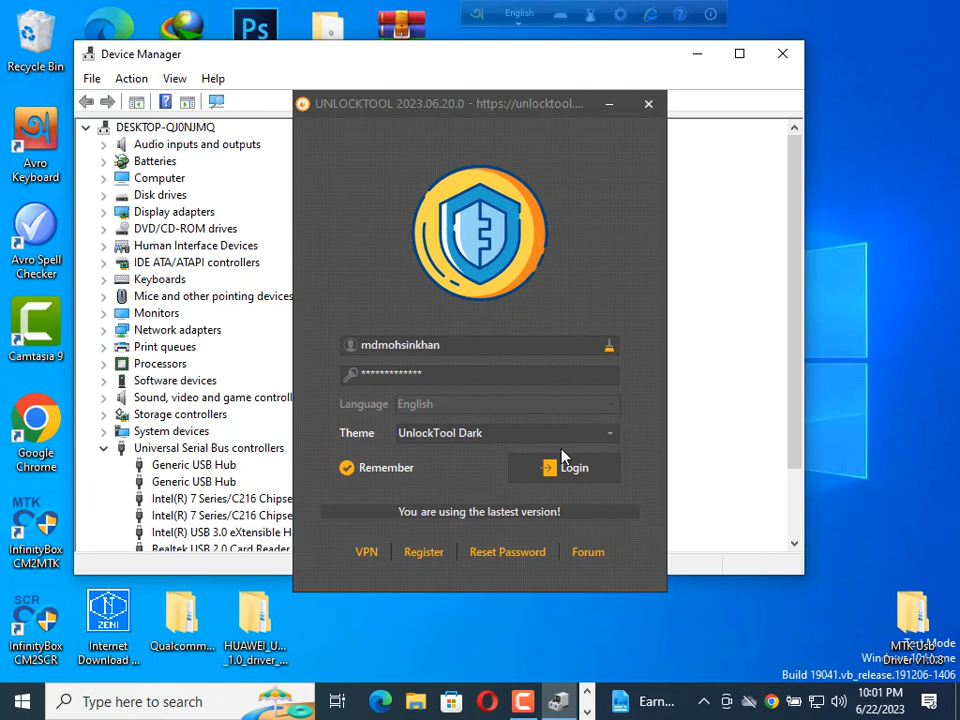 English
Recycle Bin
Ps
Device Manager
File Action View Help
UNLOCKTOOL 2023.06.20.0 - https://unlocktool....
DESKTOP-QJ0NJMQ
Audio inputs and outputs
Batteries
Computer
Disk drives
Display adapters
DVD/CD-ROM drives
Human Interface Devices
IDE ATA/ATAPI controllers
Keyboards
Mice and other pointing devices
Monitors
Network adapters
Print queues
Processors
Software devices
Sound, video and game controll
Storage controllers
System devices
Universal Serial Bus controllers
Generic USB Hub
Generic USB Hub
Intel(R) 7 Series/C216 Chipse
Intel(R) 7 Series/C216 Chipse
Intel(R) USB 3.0 eXtensible H
Realtek USB 2.0 Card Reader
Avro
Keyboard
Avro Spell
Checker
Camtasia 9
Google
Chrome
MTK
InfinityBox
CM2MTK
SCR
InfinityBox
CM2SCR
mdmohsinkhan
*************
Language English
Theme UnlockTool Dark
Remember
Login
You are using the lastest version!
VPN Register Reset Password Forum
ZENI
Internet
Download ...
Qualcomm...
HUAWEI_U...
_1.0_driver_...
MTK-Usb
Driver v1.0.8
Test Mode
Build 19041.vb_release.191206-1406
Type here to search
Earn...
10:01 PM
6/22/2023